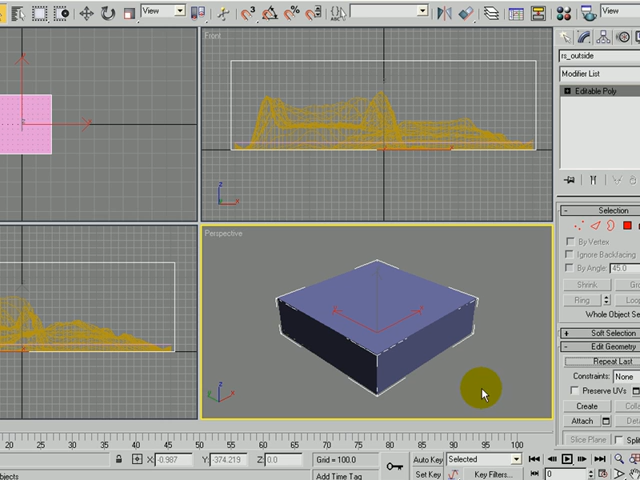 View
View
Front
rs_outside
Modifier List
Editable Poly
Perspective
Selection
By Vertex
Ignore Backfacing
By Angle: 45.0
Shrink
Ring
Whole Object Se
Soft Selection
Edit Geometry
Repeat Last
Constraints: None
Preserve UVs
Create
Attach
Slice Plane
Split
20 25 30 35 40 45 50 55 60 65 70 75 80 85 90 95 100
X: -0.987 Y: -374.219 Z: 0.0 Grid = 100.0 Auto Key Selected
bjects Add Time Tag Set Key Key Filters... 0